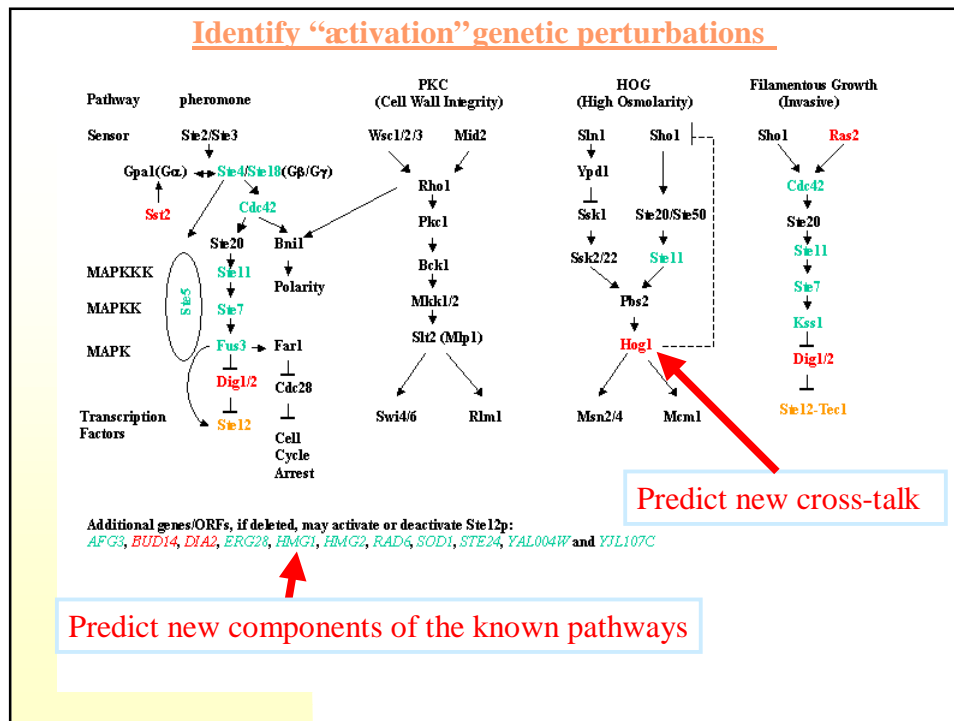 Identify “activation”genetic perturbations
PKC HOG Filamentous Growth
Pathway pheromone (Cell Wall Integrity) (High Osmolarity) (Invasive)
Sensor Ste2/Ste3 Wsc1/2/3 Mid2 Sln1 Sho1 Sho1 Ras2
Gpa1(Gα) Ste4/Ste18(Gβ/Gγ) Rho1 Ypd1 Cdc42
Sst2 Cdc42 Pkc1 Ssk1 Ste20/Ste50 Ste20
Ste20 Bni1 Bck1 Ssk2/22 Ste11 Ste11
MAPKKK Ste5 Ste11 Polarity Mkk1/2 Pbs2 Ste7
MAPKK Ste7 Slt2 (Mlp1) Hog1 Kss1
MAPK Fus3 Far1 Dig1/2
Dig1/2 Cdc28
Transcription Factors Ste12 Swi4/6 Rlm1 Msn2/4 Mcm1 Ste12-Tec1
Cell
Cycle
Arrest
Predict new cross-talk
Additional genes/ORFs, if deleted, may activate or deactivate Ste12p:
AFG3, BUD14, DIA2, ERG28, HMG1, HMG2, RAD6, SOD1, STE24, YAL004W and YJL107C
Predict new components of the known pathways